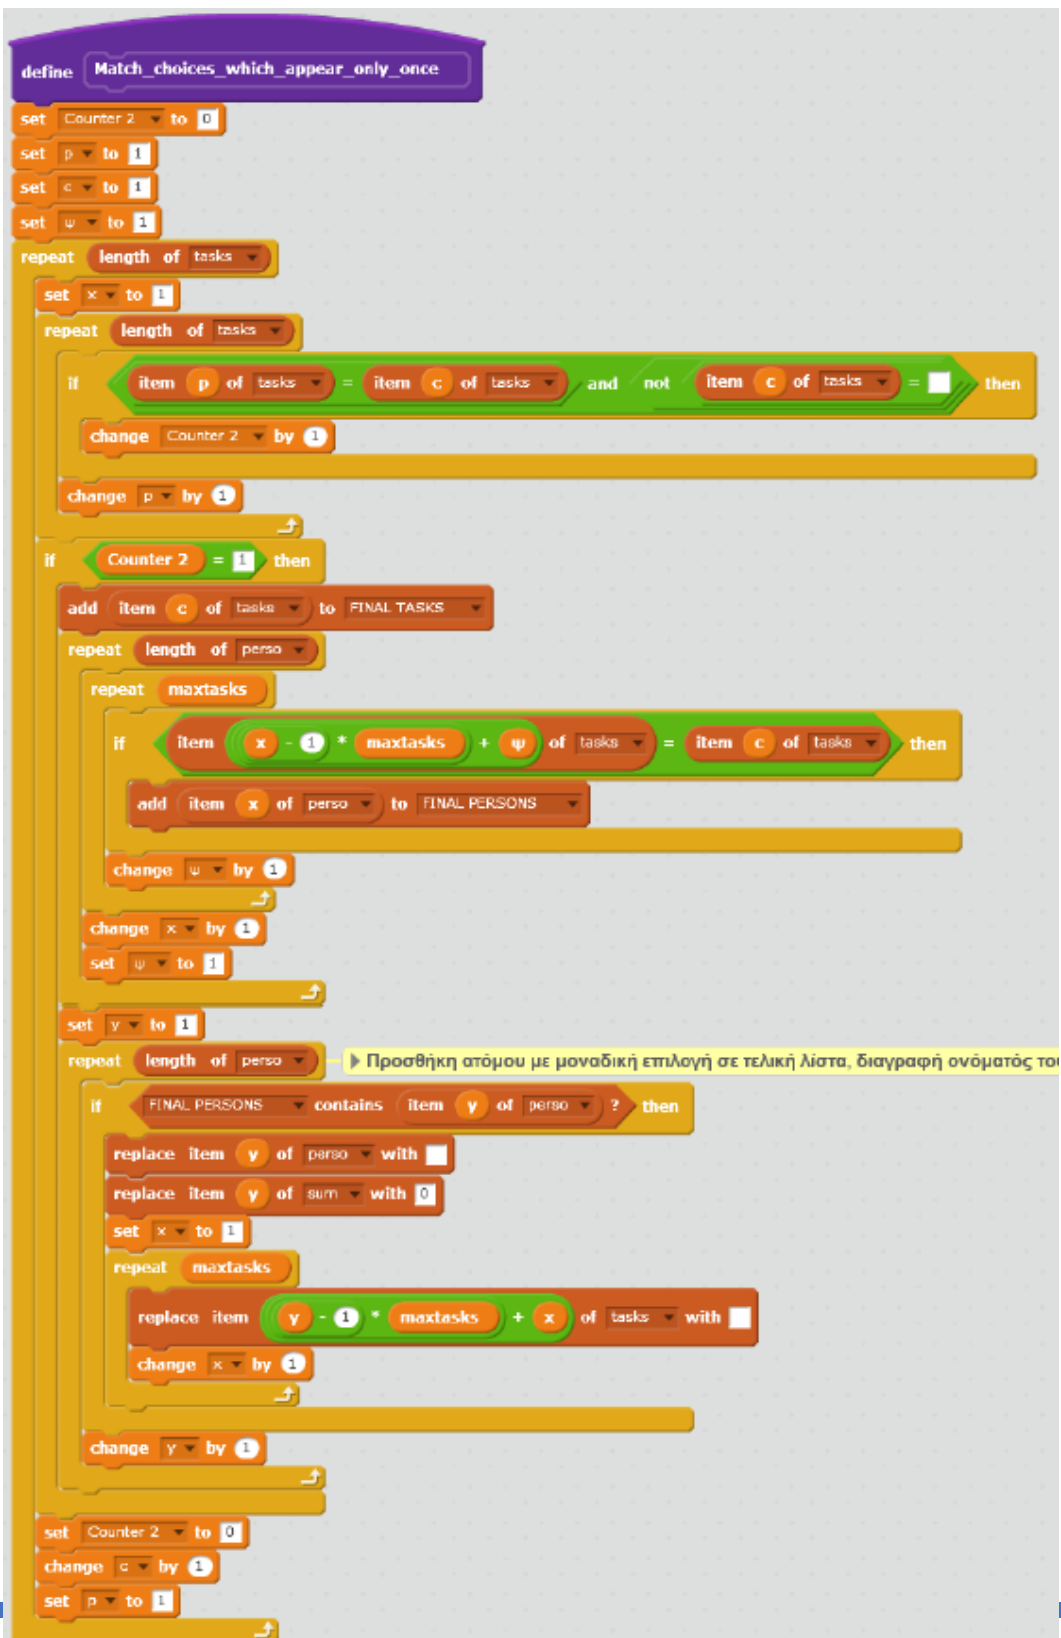 define Match_choices_which_appear_only_once
set Counter 2 to 0
set p to 1
set c to 1
set ψ to 1
repeat length of tasks
set x to 1
repeat length of tasks
if item p of tasks = item c of tasks and not item c of tasks = then
change Counter 2 by 1
change p by 1
if Counter 2 = 1 then
add item c of tasks to FINAL TASKS
repeat length of perso
repeat maxtasks
if item x - 1 * maxtasks + ψ of tasks = item c of tasks then
add item x of perso to FINAL PERSONS
change ψ by 1
change x by 1
set ψ to 1
set y to 1
repeat length of perso Προσθήκη ατόμου με μοναδική επιλογή σε τελική λίστα, διαγραφή ονόματός του
if FINAL PERSONS contains item y of perso ? then
replace item y of perso with
replace item y of sum with 0
set x to 1
repeat maxtasks
replace item y - 1 * maxtasks + x of tasks with
change x by 1
change y by 1
set Counter 2 to 0
change c by 1
set p to 1